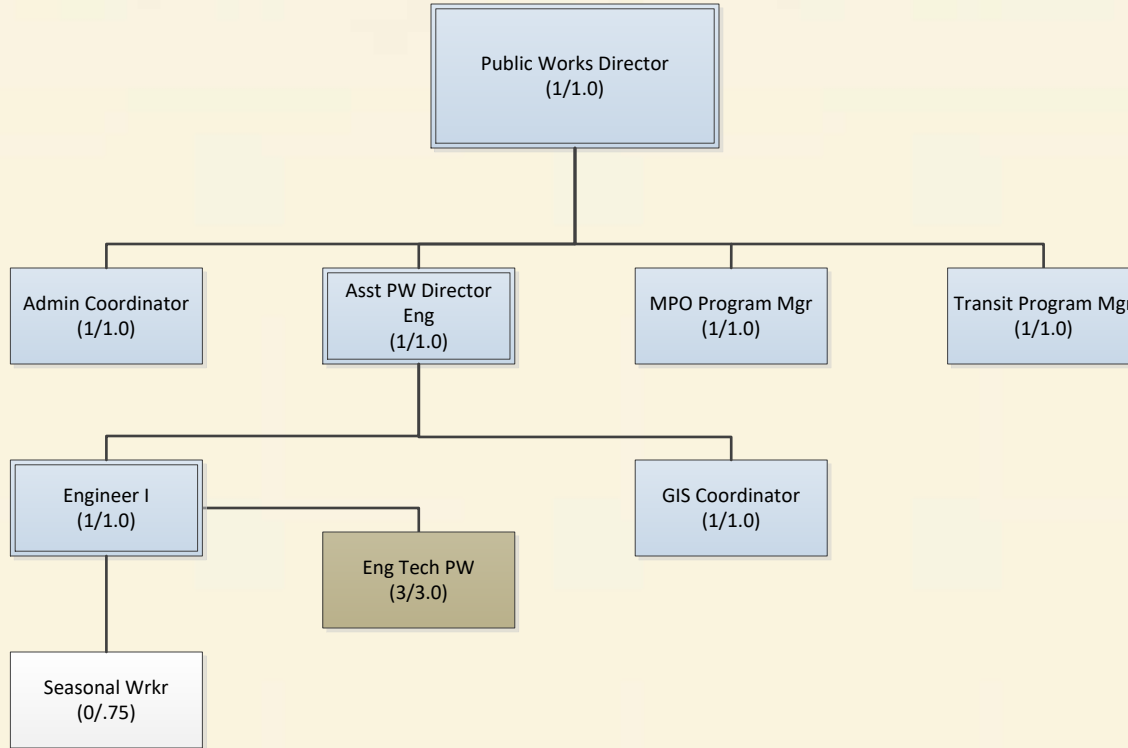 Public Works Director
(1/1.0)
Admin Coordinator
(1/1.0)
Asst PW Director
Eng
(1/1.0)
MPO Program Mgr
(1/1.0)
Transit Program Mgr
(1/1.0)
Engineer I
(1/1.0)
GIS Coordinator
(1/1.0)
Eng Tech PW
(3/3.0)
Seasonal Wrkr
(0/.75)